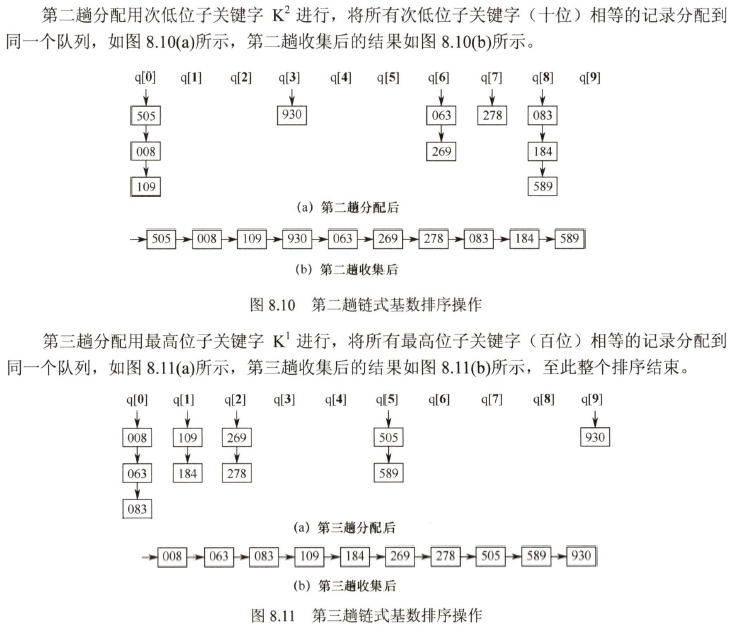 第二趟分配用次低位子关键字 K² 进行，将所有次低位子关键字（十位）相等的记录分配到
同一个队列，如图 8.10(a)所示，第二趟收集后的结果如图 8.10(b)所示。
q[0] q[1] q[2] q[3] q[4] q[5] q[6] q[7] q[8] q[9]
505 930 063 278 083
008 269 184
109 589
(a) 第二趟分配后
505 008 109 930 063 269 278 083 184 589
(b) 第二趟收集后
图 8.10 第二趟链式基数排序操作
第三趟分配用最高位子关键字 K¹ 进行，将所有最高位子关键字（百位）相等的记录分配到
同一个队列，如图 8.11(a)所示，第三趟收集后的结果如图 8.11(b)所示，至此整个排序结束。
q[0] q[1] q[2] q[3] q[4] q[5] q[6] q[7] q[8] q[9]
008 109 269 505 930
063 184 278 589
083
(a) 第三趟分配后
008 063 083 109 184 269 278 505 589 930
(b) 第三趟收集后
图 8.11 第三趟链式基数排序操作